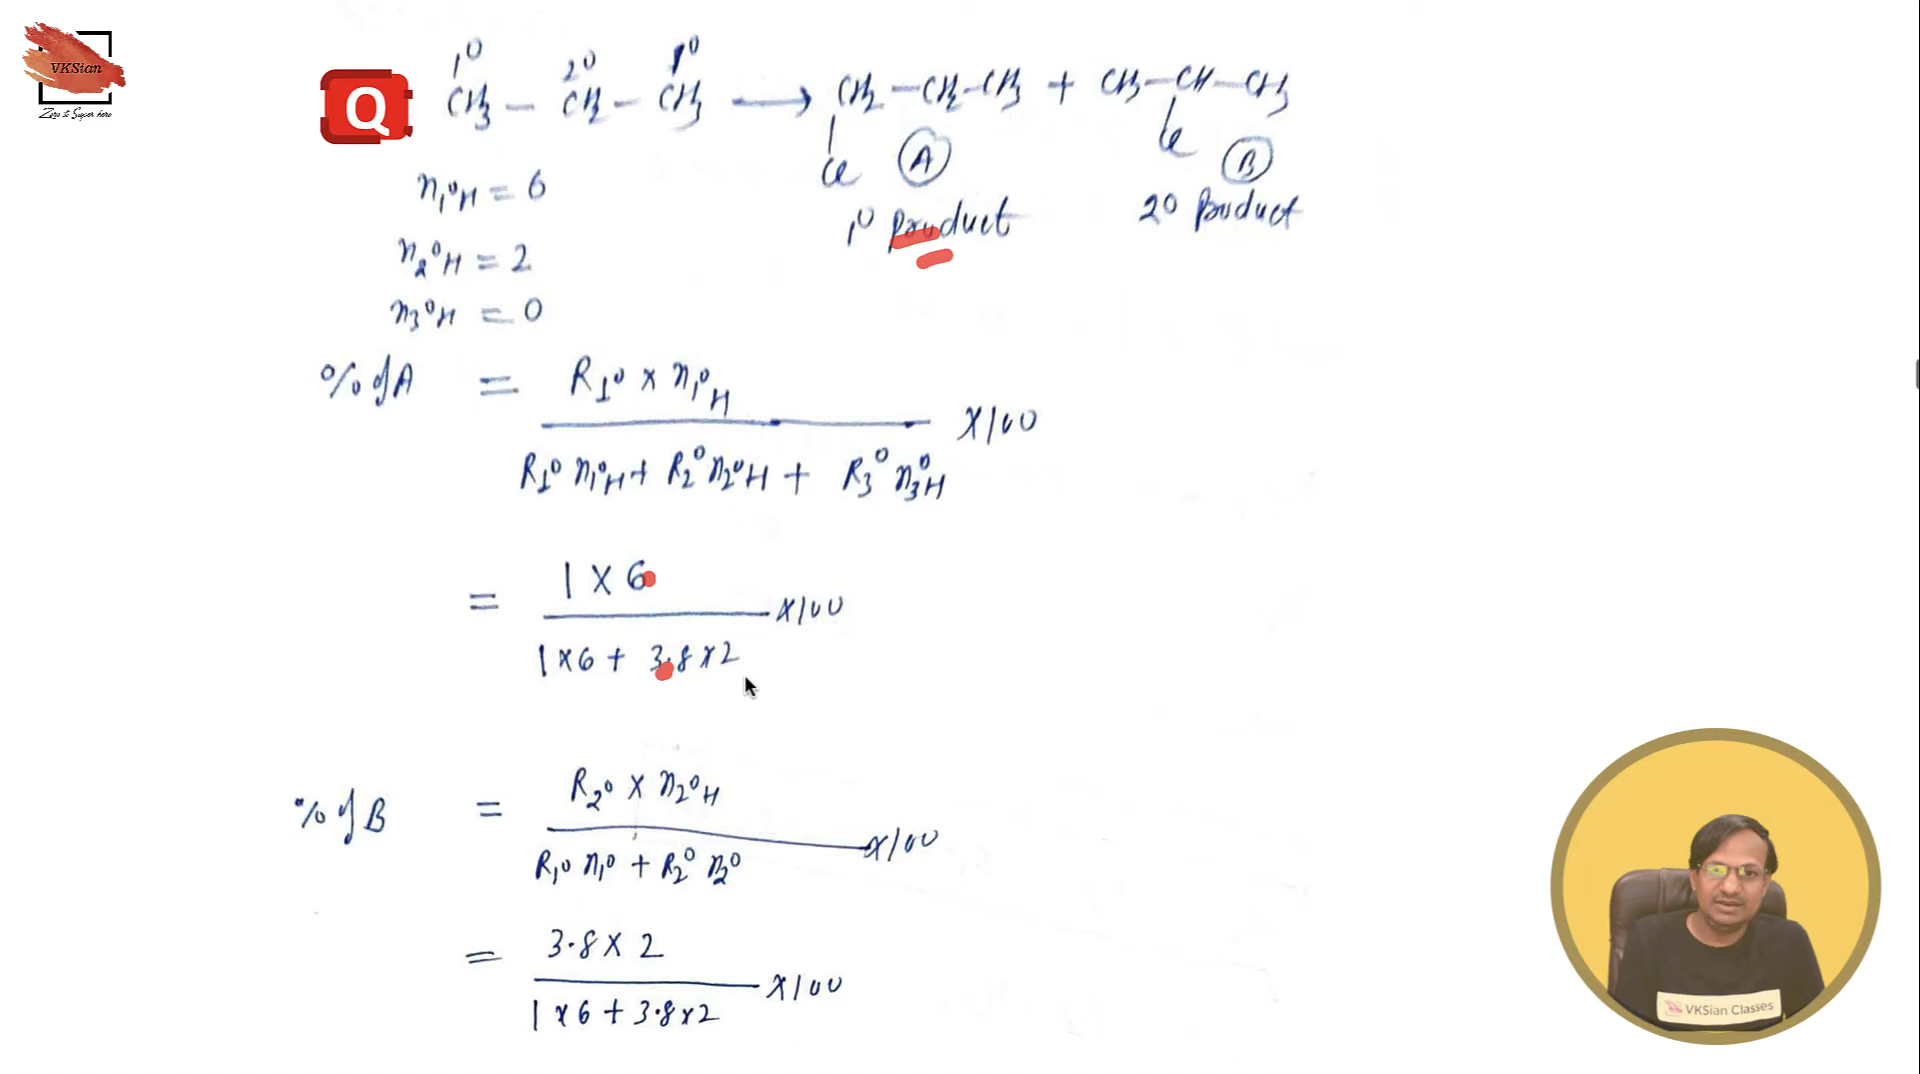 VKSian
Zero to Super hero
Q
1° 2° 1°
CH3 — CH2 — CH3 → CH2 — CH2 — CH3 + CH3 — CH — CH3
Cl A Cl B
1° Product 2° Product
n1°H = 6
n2°H = 2
n3°H = 0
% of A = R1° × n1°H
R1° n1°H + R2° n2°H + R3° n3°H ×100
= 1 × 6
1×6 + 3.8×2 ×100
% of B = R2° × n2°H
R1° n1° + R2° n2° ×100
= 3.8 × 2
1×6 + 3.8×2 ×100
VKSian Classes